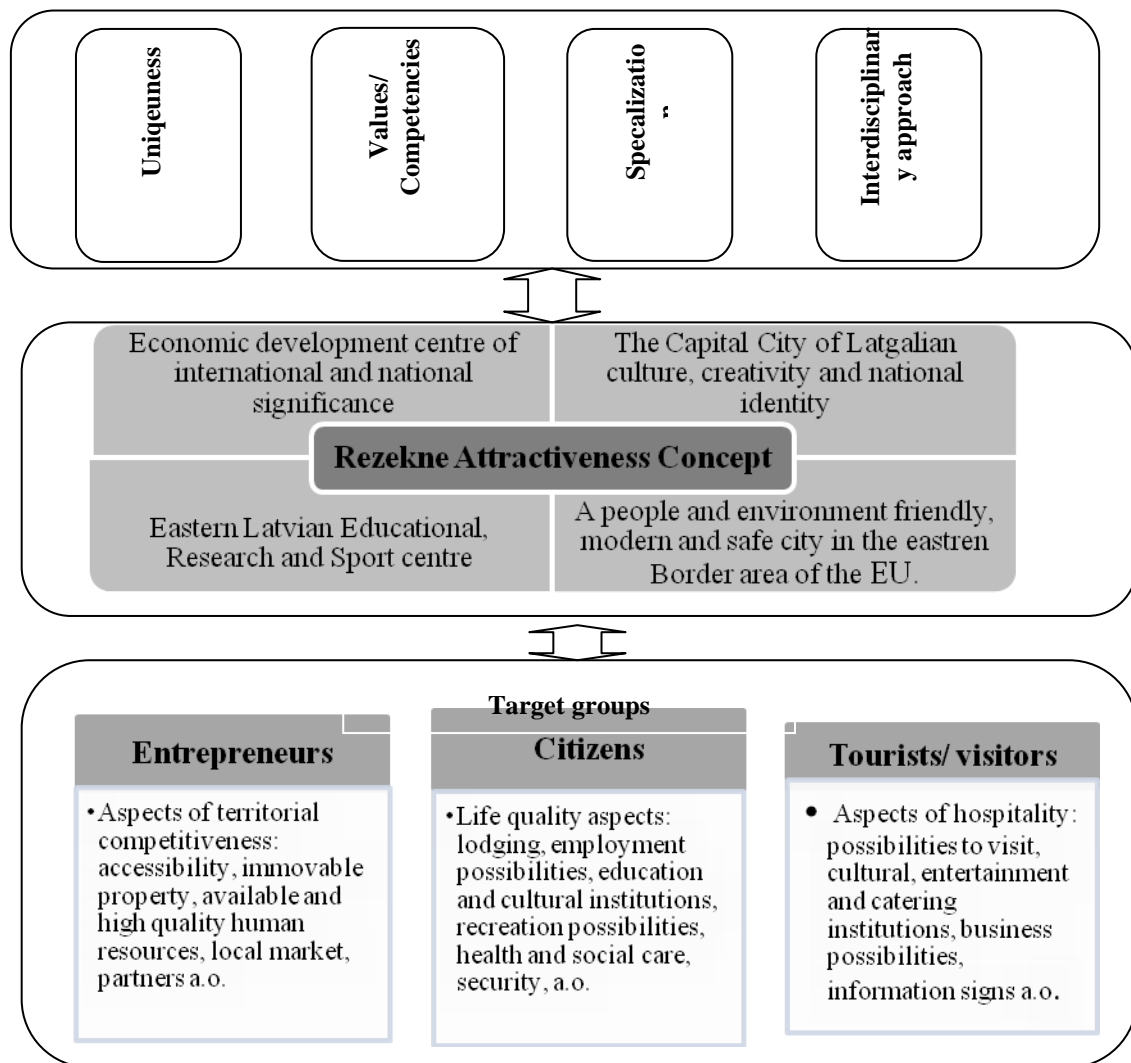 Uniqeuness
Values/
Competencies
Specalizatio
n
Interdisciplinar
y approach
Economic development centre of
international and national
significance
The Capital City of Latgalian
culture, creativity and national
identity
Rezekne Attractiveness Concept
Eastern Latvian Educational,
Research and Sport centre
A people and environment friendly,
modern and safe city in the eastren
Border area of the EU.
Target groups
Entrepreneurs
•Aspects of territorial
competitiveness:
accessibility, immovable
property, available and
high quality human
resources, local market,
partners a.o.
Citizens
•Life quality aspects:
lodging, employment
possibilities, education
and cultural institutions,
recreation possibilities,
health and social care,
security, a.o.
Tourists/ visitors
• Aspects of hospitality:
possibilities to visit,
cultural, entertainment
and catering
institutions, business
possibilities,
information signs a.o.